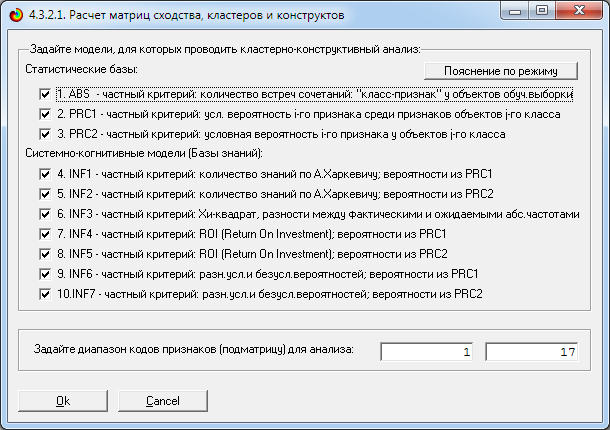 4.3.2.1. Расчет матриц сходства, кластеров и конструктов
Задайте модели, для которых проводить кластерно-конструктивный анализ:
Статистические базы:
Пояснение по режиму
1. ABS - частный критерий: количество встреч сочетаний: "класс-признак" у объектов обуч.выборки
2. PRC1 - частный критерий: усл. вероятность i-го признака среди признаков объектов j-го класса
3. PRC2 - частный критерий: условная вероятность i-го признака у объектов j-го класса
Системно-когнитивные модели (Базы знаний):
4. INF1 - частный критерий: количество знаний по А.Харкевичу; вероятности из PRC1
5. INF2 - частный критерий: количество знаний по А.Харкевичу; вероятности из PRC2
6. INF3 - частный критерий: Хи-квадрат, разности между фактическими и ожидаемыми абс.частотами
7. INF4 - частный критерий: ROI (Return On Investment); вероятности из PRC1
8. INF5 - частный критерий: ROI (Return On Investment); вероятности из PRC2
9. INF6 - частный критерий: разн.усл.и безусл.вероятностей; вероятности из PRC1
10.INF7 - частный критерий: разн.усл.и безусл.вероятностей; вероятности из PRC2
Задайте диапазон кодов признаков (подматрицу) для анализа: 1 17
Ok Cancel